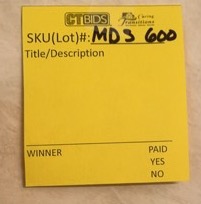 CTBIDS Caring Transitions
SKU(Lot)#: MDS 600
Title/Description
WINNER PAID
YES
NO